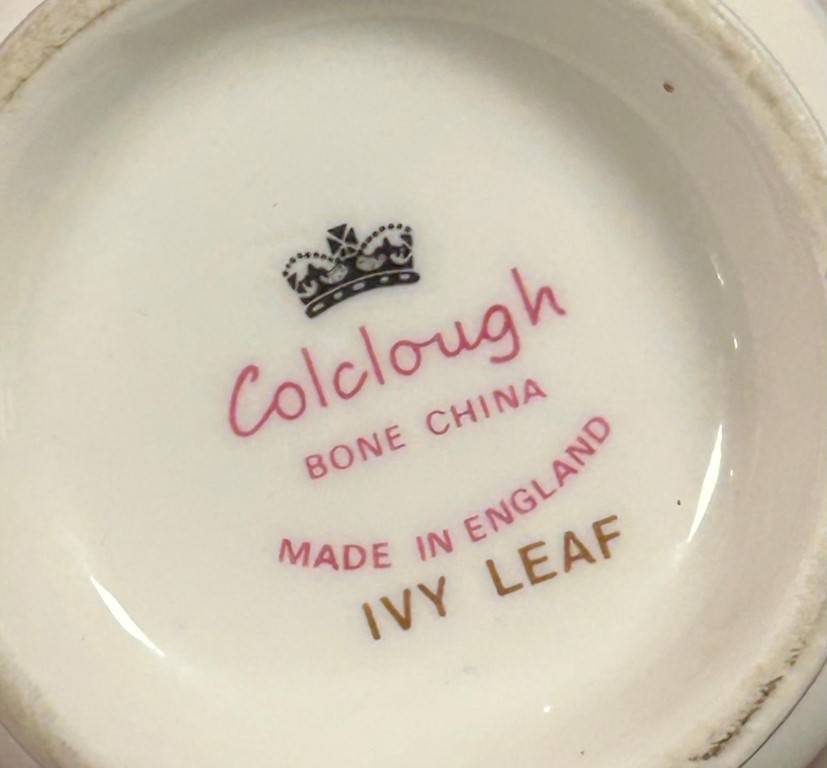 Colclough
BONE CHINA
MADE IN ENGLAND
IVY LEAF